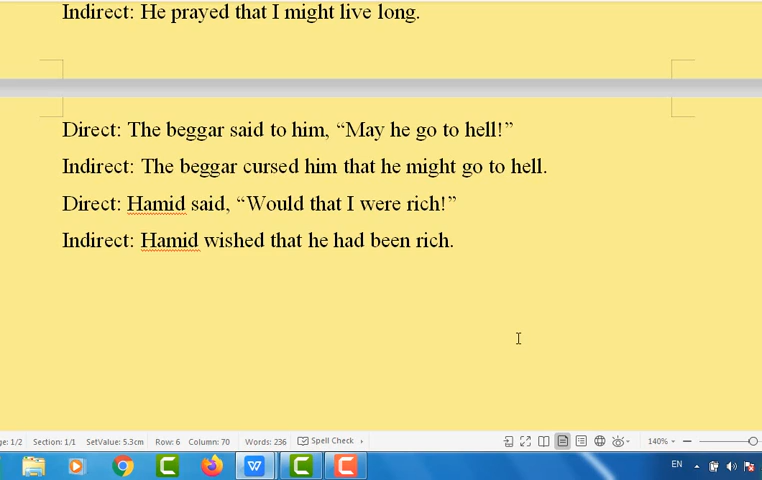 Indirect: He prayed that I might live long.
Direct: The beggar said to him, “May he go to hell!”
Indirect: The beggar cursed him that he might go to hell.
Direct: Hamid said, “Would that I were rich!”
Indirect: Hamid wished that he had been rich.
ge: 1/2 Section: 1/1 SetValue: 5.3cm Row: 6 Column: 70 Words: 236 Spell Check 140%
EN